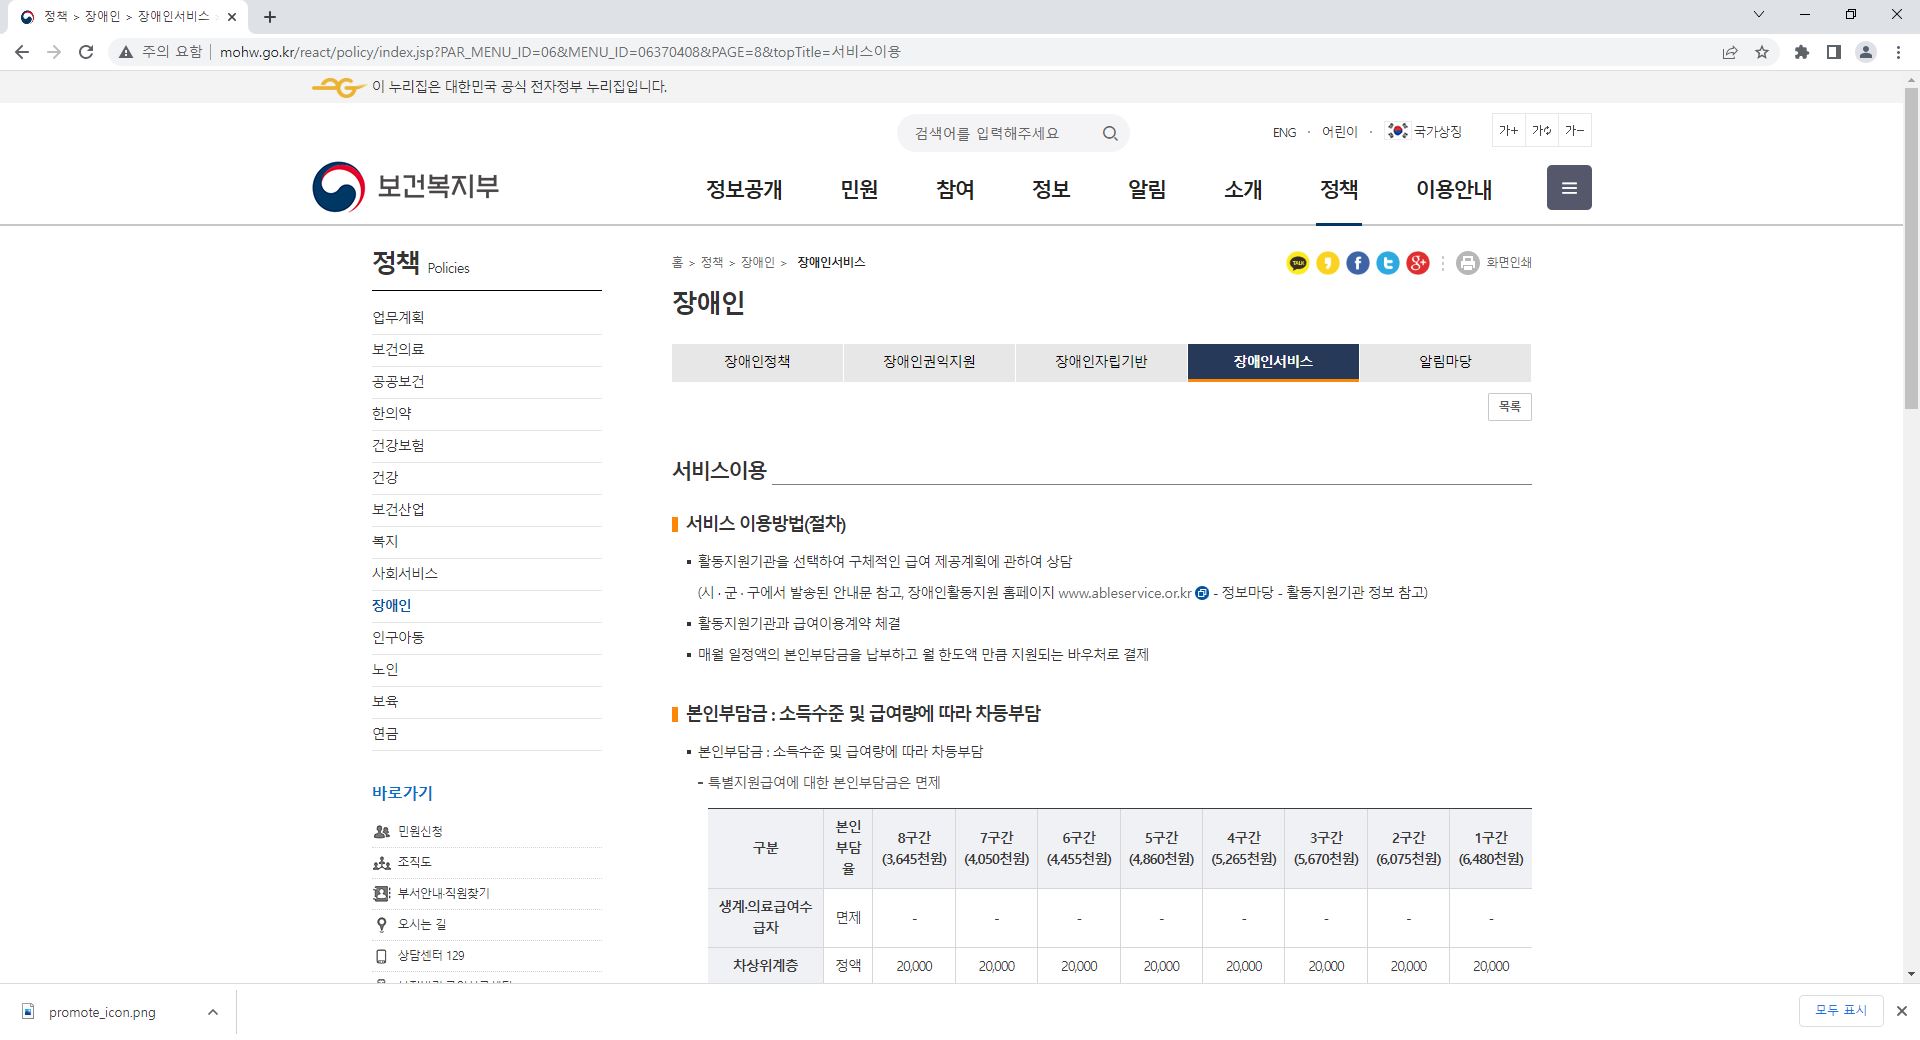 정책 > 장애인 > 장애인서비스
주의 요함 | mohw.go.kr/react/policy/index.jsp?PAR_MENU_ID=06&MENU_ID=06370408&PAGE=8&topTitle=서비스이용
이 누리집은 대한민국 공식 전자정부 누리집입니다.
검색어를 입력해주세요
ENG · 어린이 · 국가상징
가+ 가 가-
보건복지부
정보공개 민원 참여 정보 알림 소개 정책 이용안내
정책 Policies
업무계획
보건의료
공공보건
한의약
건강보험
건강
보건산업
복지
사회서비스
장애인
인구아동
노인
보육
연금
바로가기
민원신청
조직도
부서안내·직원찾기
오시는 길
상담센터 129
홈 > 정책 > 장애인 > 장애인서비스
TALK
화면인쇄
장애인
장애인정책 장애인권익지원 장애인자립기반 장애인서비스 알림마당
목록
서비스이용
서비스 이용방법(절차)
활동지원기관을 선택하여 구체적인 급여 제공계획에 관하여 상담
(시 · 군 · 구에서 발송된 안내문 참고, 장애인활동지원 홈페이지 www.ableservice.or.kr - 정보마당 - 활동지원기관 정보 참고)
활동지원기관과 급여이용계약 체결
매월 일정액의 본인부담금을 납부하고 월 한도액 만큼 지원되는 바우처로 결제
본인부담금 : 소득수준 및 급여량에 따라 차등부담
본인부담금 : 소득수준 및 급여량에 따라 차등부담
- 특별지원급여에 대한 본인부담금은 면제
구분 본인부담율 8구간 (3,645천원) 7구간 (4,050천원) 6구간 (4,455천원) 5구간 (4,860천원) 4구간 (5,265천원) 3구간 (5,670천원) 2구간 (6,075천원) 1구간 (6,480천원)
생계·의료급여수급자 면제 - - - - - - - -
차상위계층 정액 20,000 20,000 20,000 20,000 20,000 20,000 20,000 20,000
promote_icon.png
모두 표시